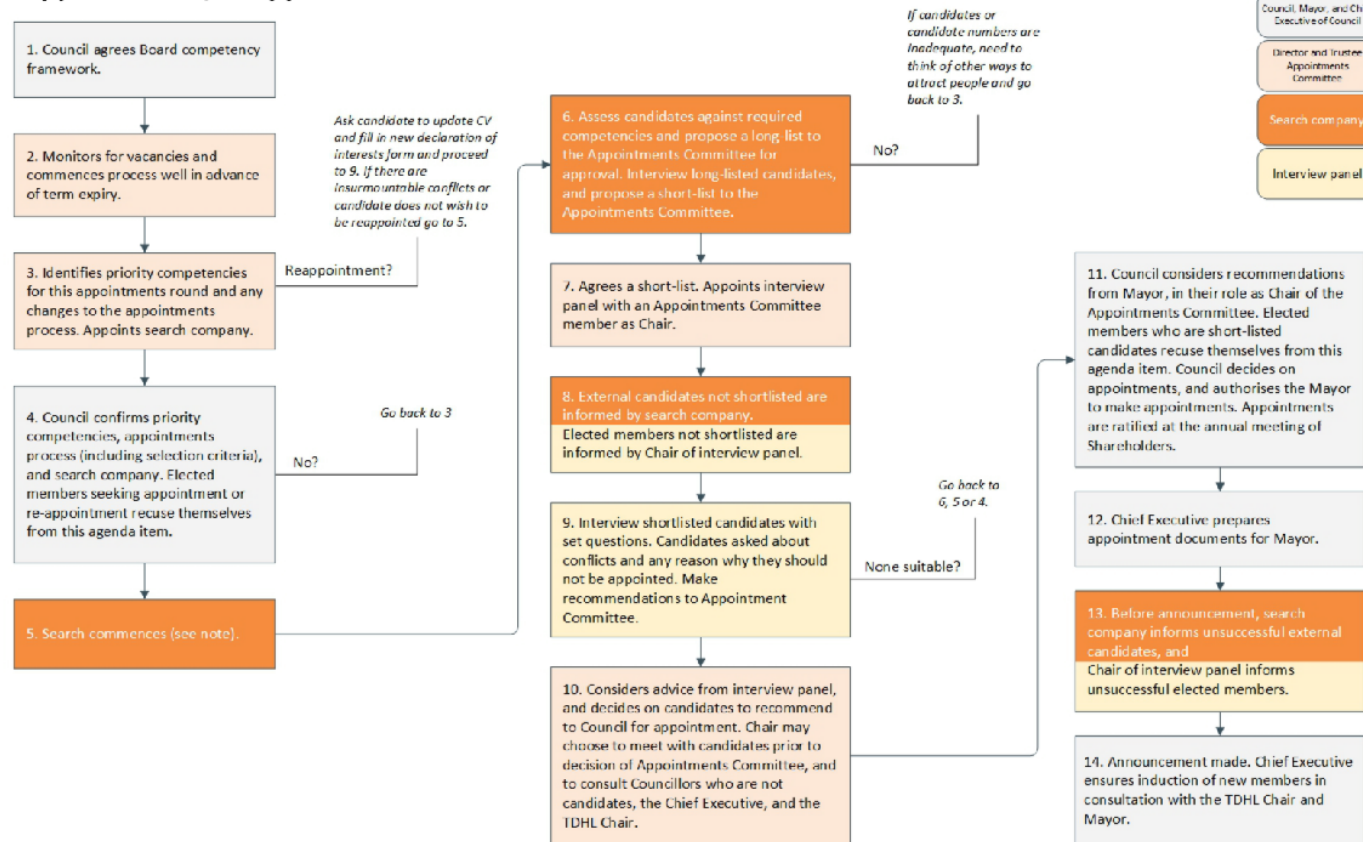 1. Council agrees Board competency
framework.
2. Monitors for vacancies and
commences process well in advance
of term expiry.
Ask candidate to update CV
and fill in new declaration of
interests form and proceed
to 9. If there are
insurmountable conflicts or
candidate does not wish to
be reappointed go to 5.
3. Identifies priority competencies
for this appointments round and any
changes to the appointments
process. Appoints search company.
Reappointment?
4. Council confirms priority
competencies, appointments
process (including selection criteria),
and search company. Elected
members seeking appointment or
re-appointment recuse themselves
from this agenda item.
No?
Go back to 3
5. Search commences (see note).
6. Assess candidates against required
competencies and propose a long-list to
the Appointments Committee for
approval. Interview long-listed candidates,
and propose a short-list to the
Appointments Committee.
No?
If candidates or
candidate numbers are
inadequate, need to
think of other ways to
attract people and go
back to 3.
7. Agrees a short-list. Appoints interview
panel with an Appointments Committee
member as Chair.
8. External candidates not shortlisted are
informed by search company.
Elected members not shortlisted are
informed by Chair of interview panel.
9. Interview shortlisted candidates with
set questions. Candidates asked about
conflicts and any reason why they should
not be appointed. Make
recommendations to Appointment
Committee.
None suitable?
Go back to
6, 5 or 4.
10. Considers advice from interview panel,
and decides on candidates to recommend
to Council for appointment. Chair may
choose to meet with candidates prior to
decision of Appointments Committee, and
to consult Councillors who are not
candidates, the Chief Executive, and the
TDHL Chair.
Council, Mayor, and
Executive of Council
Director and Trustee
Appointments
Committee
Search company
Interview panel
11. Council considers recommendations
from Mayor, in their role as Chair of the
Appointments Committee. Elected
members who are short-listed
candidates recuse themselves from this
agenda item. Council decides on
appointments, and authorises the Mayor
to make appointments. Appointments
are ratified at the annual meeting of
Shareholders.
12. Chief Executive prepares
appointment documents for Mayor.
13. Before announcement, search
company informs unsuccessful external
candidates, and
Chair of interview panel informs
unsuccessful elected members.
14. Announcement made. Chief Executive
ensures induction of new members in
consultation with the TDHL Chair and
Mayor.